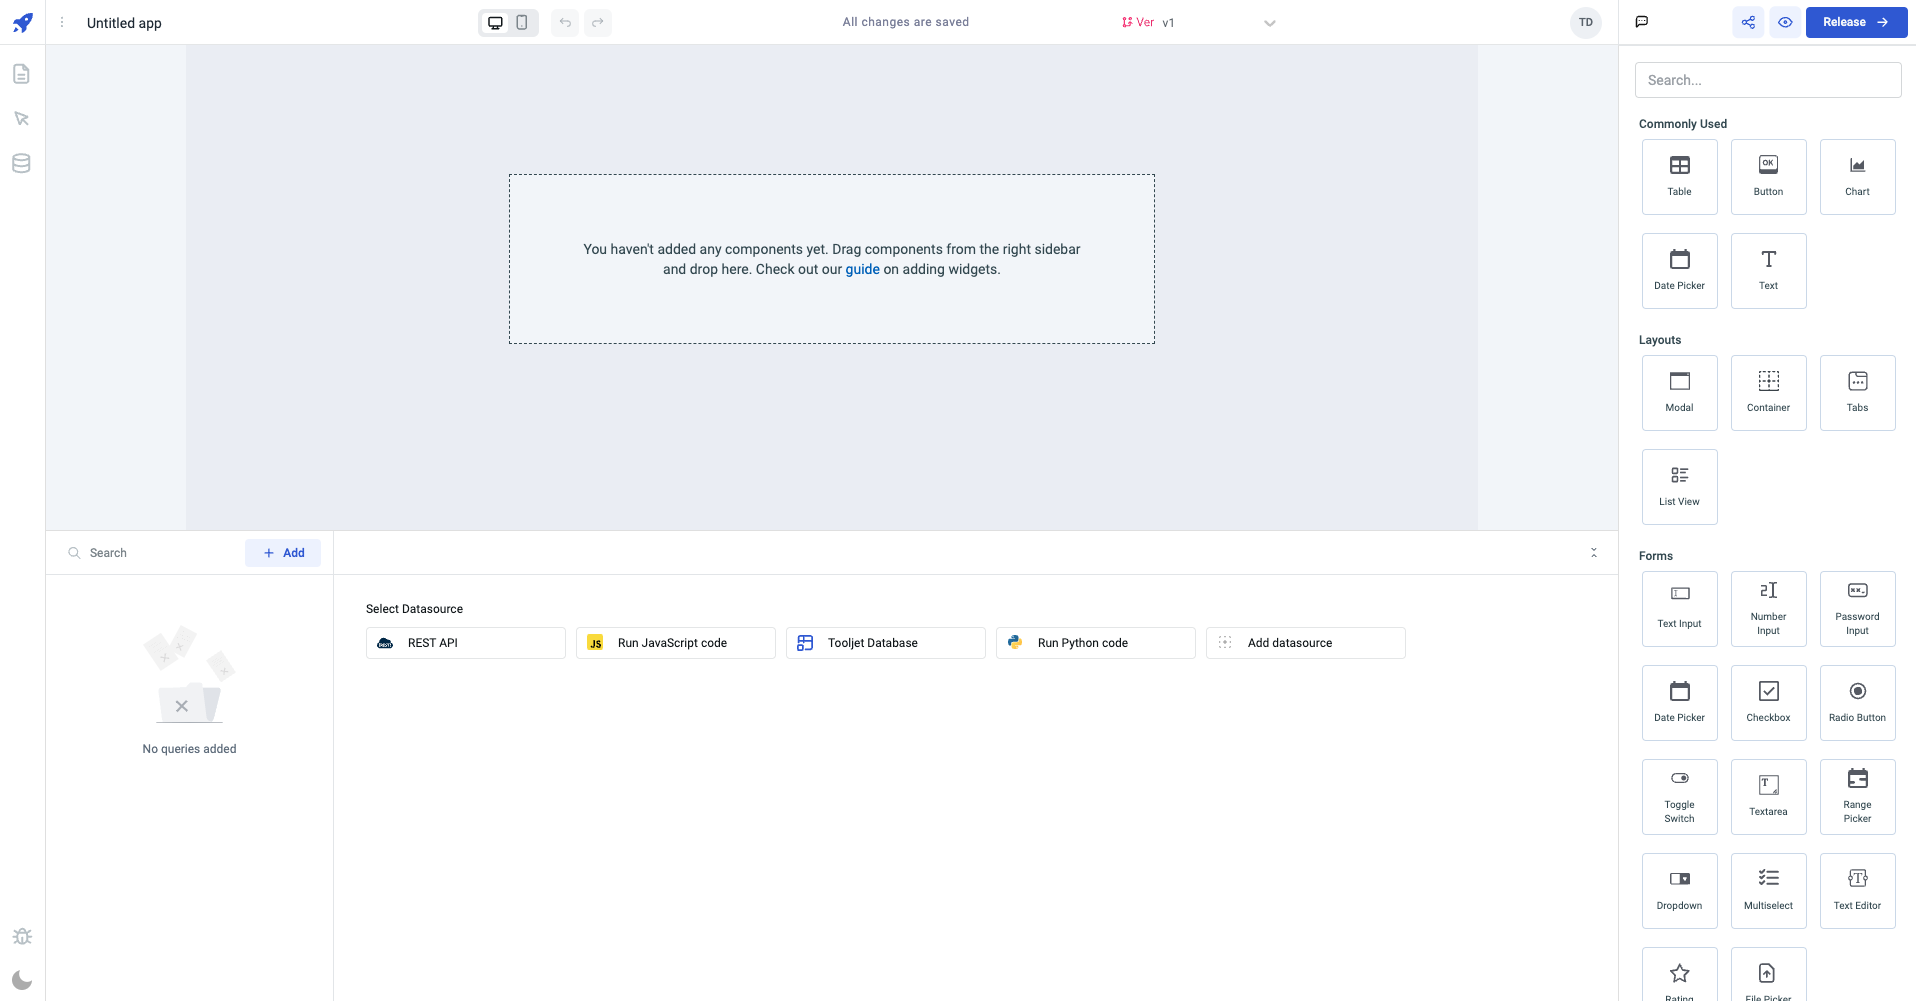 Untitled app
All changes are saved
Ver v1
TD
Release
Search...
Commonly Used
Table
OK
Button
Chart
Date Picker
Text
You haven't added any components yet. Drag components from the right sidebar
and drop here. Check out our guide on adding widgets.
Layouts
Modal
Container
Tabs
List View
Search
Add
Forms
Text Input
Number
Input
Password
Input
Select Datasource
REST API
JS
Run JavaScript code
Tooljet Database
Run Python code
Add datasource
Date Picker
Checkbox
Radio Button
No queries added
Toggle
Switch
Textarea
Range
Picker
Dropdown
Multiselect
Text Editor
Rating
File Picker